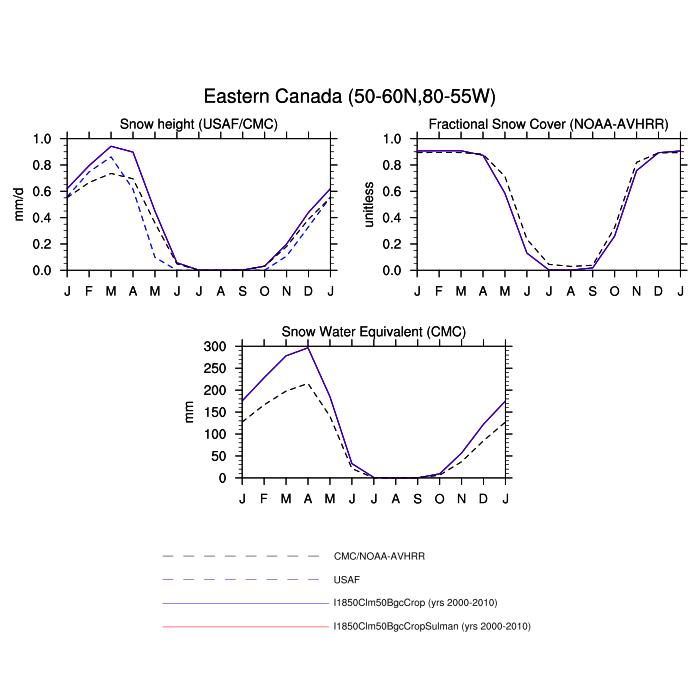 Eastern Canada (50-60N,80-55W)
Snow height (USAF/CMC)
mm/d
1.0
0.8
0.6
0.4
0.2
0.0
J F M A M J J A S O N D J
Fractional Snow Cover (NOAA-AVHRR)
unitless
1.0
0.8
0.6
0.4
0.2
0.0
J F M A M J J A S O N D J
Snow Water Equivalent (CMC)
mm
300
250
200
150
100
50
0
J F M A M J J A S O N D J
CMC/NOAA-AVHRR
USAF
I1850Clm50BgcCrop (yrs 2000-2010)
I1850Clm50BgcCropSulman (yrs 2000-2010)